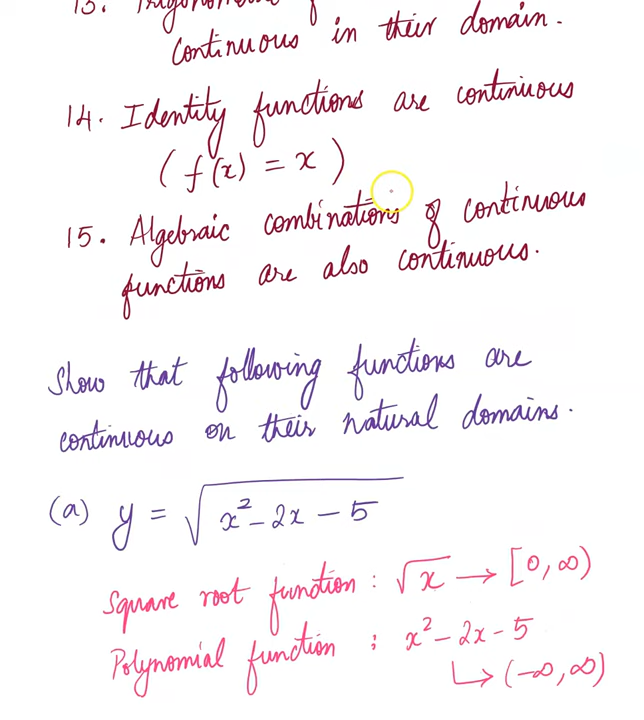 13. Trigonometric f
continuous in their domain.
14. Identity functions are continuous
(f(x) = x)
15. Algebraic combinations of continuous
functions are also continuous.
Show that following functions are
continuous on their natural domains.
(a) y = √(x² - 2x - 5)
Square root function : √x → [0, ∞)
Polynomial function : x² - 2x - 5
↳ (-∞, ∞)